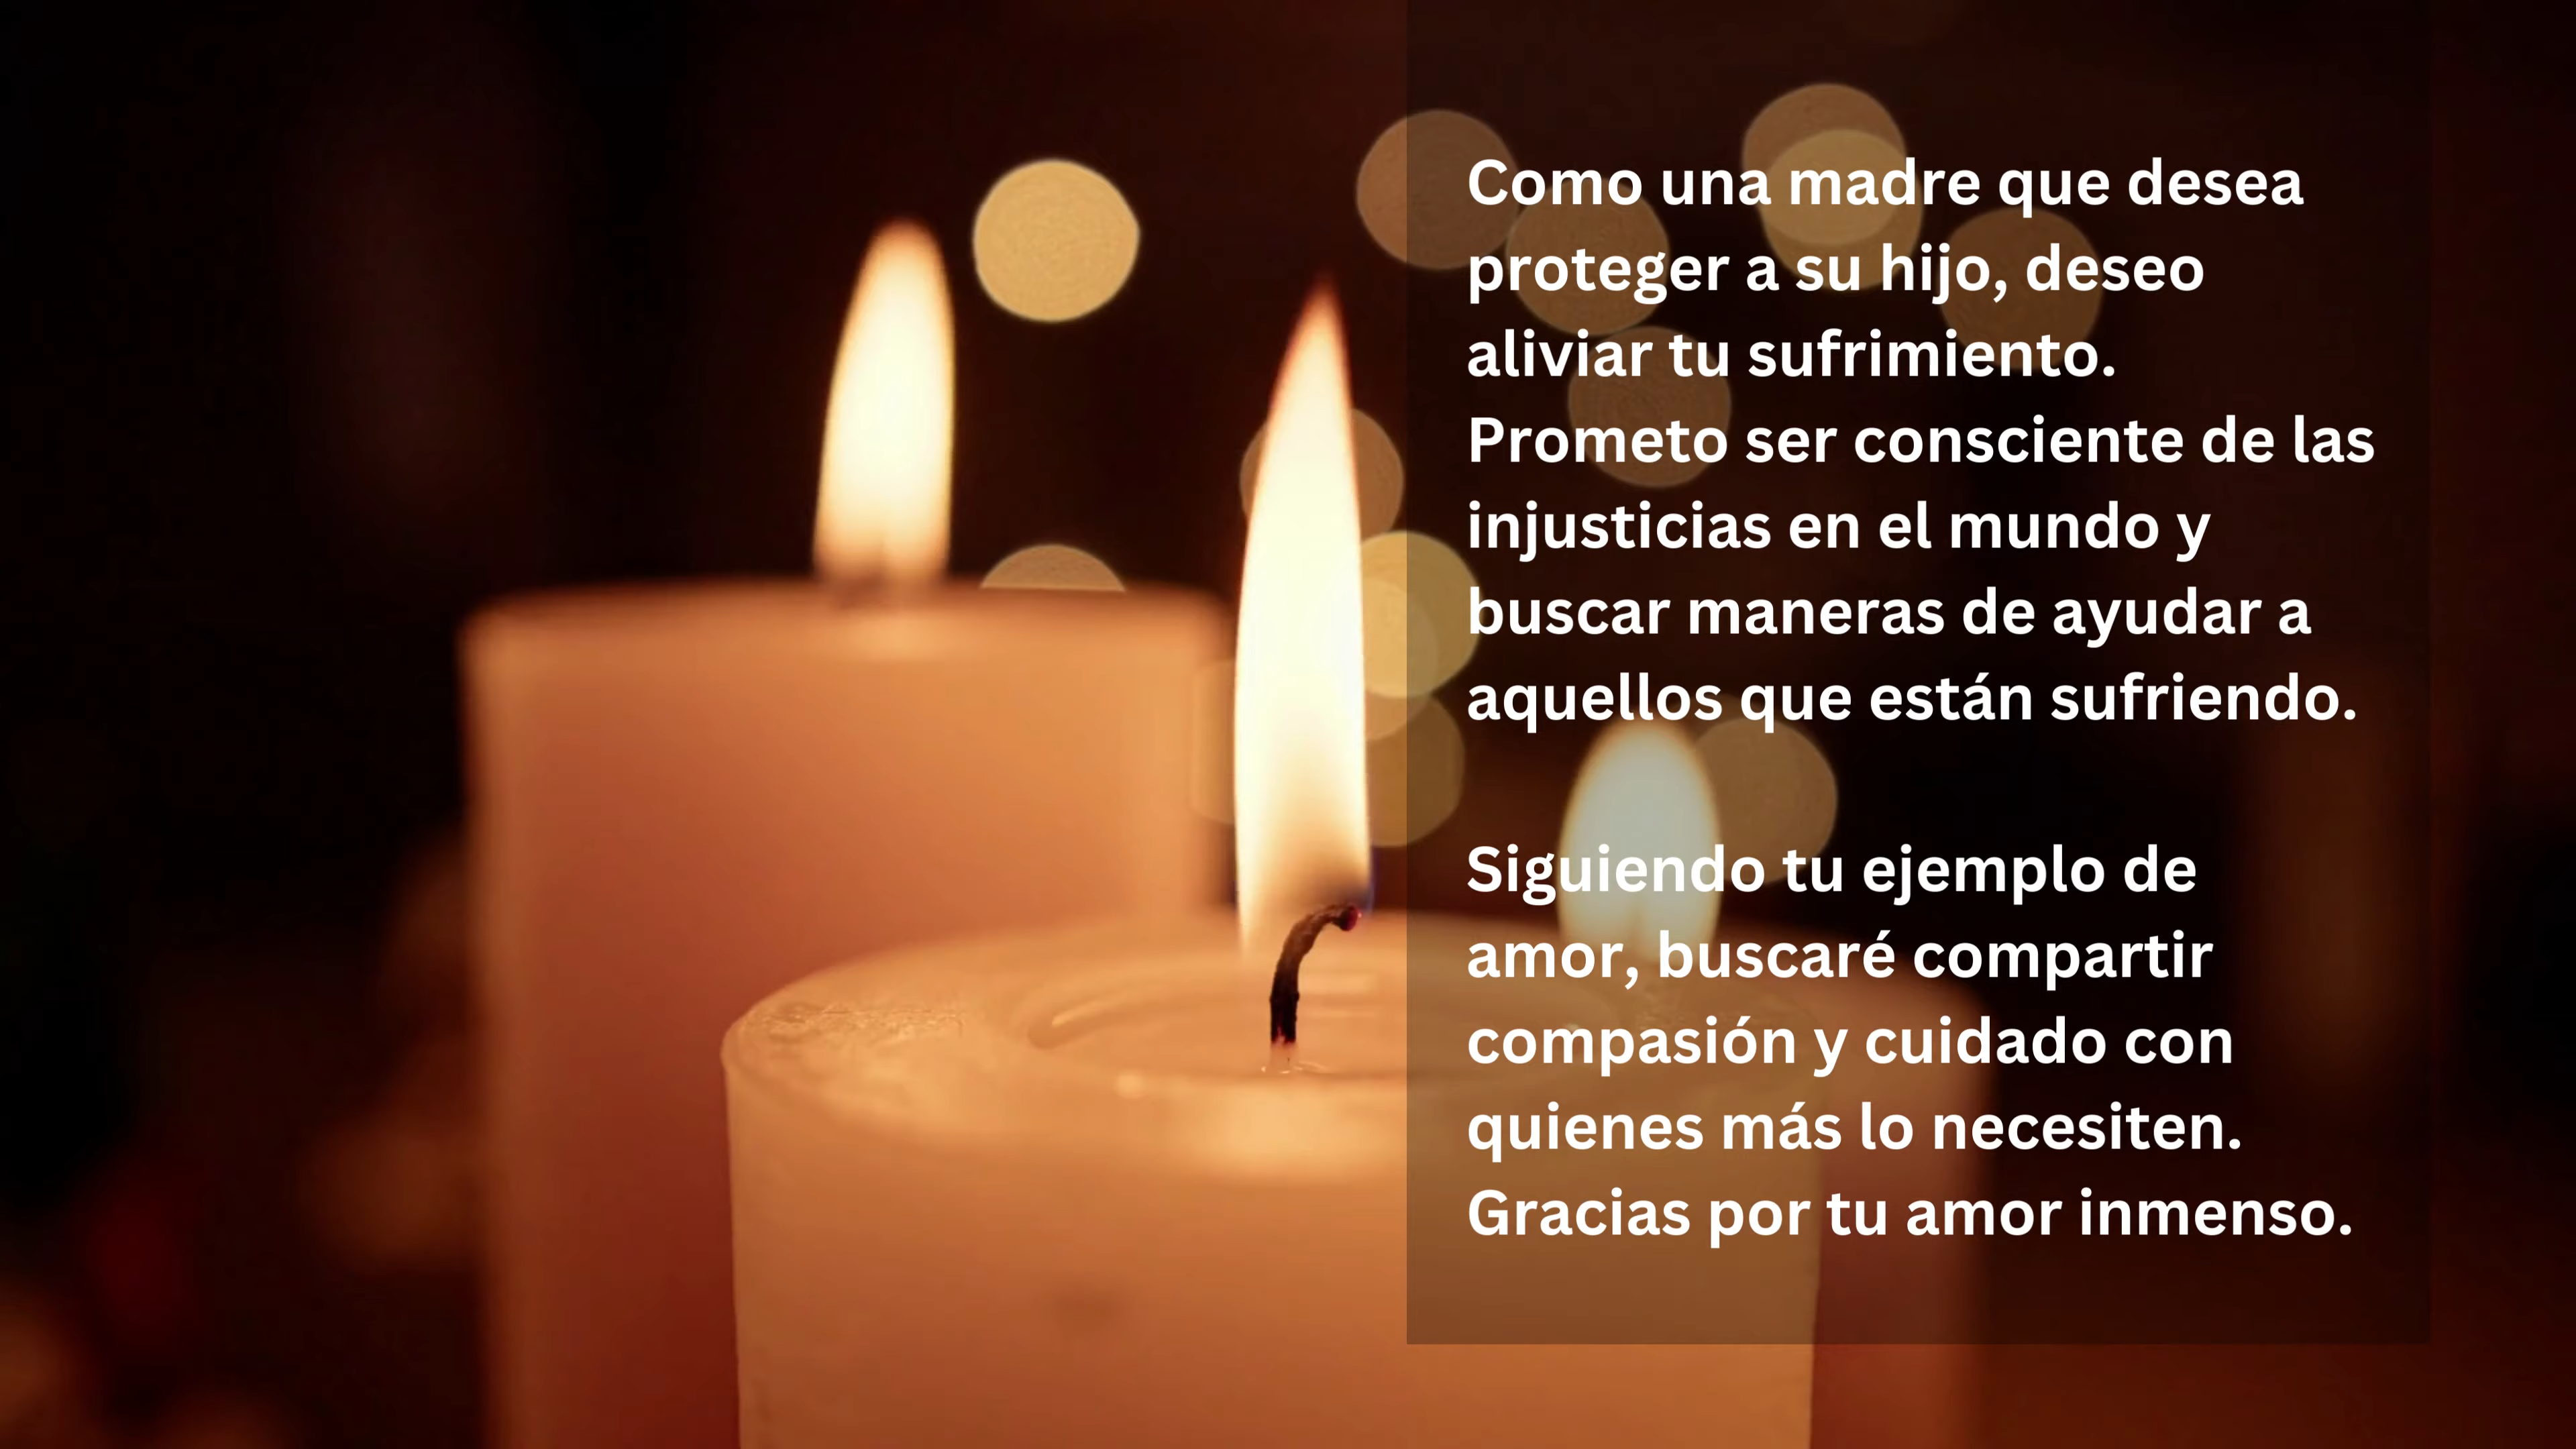 Como una madre que desea
proteger a su hijo, deseo
aliviar tu sufrimiento.
Prometo ser consciente de las
injusticias en el mundo y
buscar maneras de ayudar a
aquellos que están sufriendo.
Siguiendo tu ejemplo de
amor, buscaré compartir
compasión y cuidado con
quienes más lo necesiten.
Gracias por tu amor inmenso.